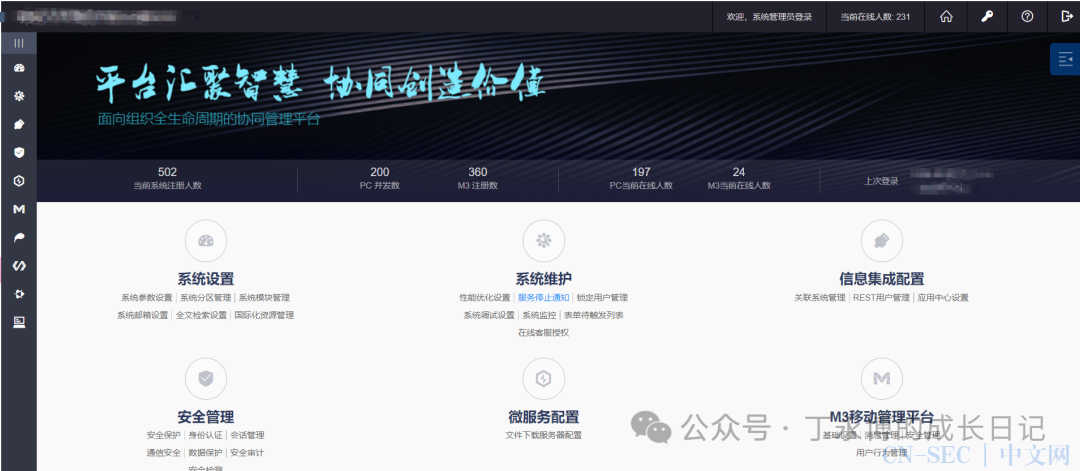 欢迎，系统管理员登录
当前在线人数: 231
平台汇聚智慧 协同创造价值
面向组织全生命周期的协同管理平台
502
当前系统注册人数
200
PC 并发数
360
M3 注册数
197
PC当前在线人数
24
M3当前在线人数
上次登录
系统设置
系统参数设置 | 系统分区管理 | 系统模块管理
系统邮箱设置 | 全文检索设置 | 国际化资源管理
系统维护
性能优化设置 | 服务停止通知 | 锁定用户管理
系统调试设置 | 系统监控 | 表单待触发列表
在线客服授权
信息集成配置
关联系统管理 | REST用户管理 | 应用中心设置
安全管理
安全保护 | 身份认证 | 会话管理
通信安全 | 数据保护 | 安全审计
安全检测
微服务配置
文件下载服务器配置
M3移动管理平台
基础设置 | 消息管理 | 安全管理
用户行为管理
公众号 · 丁永博的成长日记
CN-SEC | 中文网